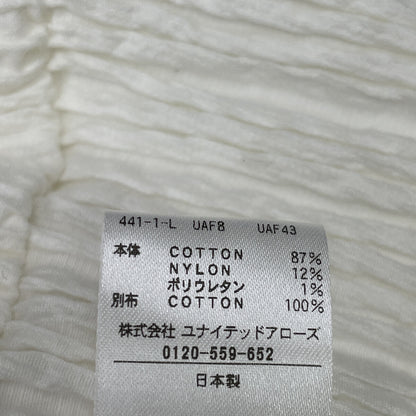 441-1-L UAF8 UAF43
本体 COTTON 87%
NYLON 12%
ポリウレタン 1%
別布 COTTON 100%
株式会社 ユナイテッドアローズ
0120-559-652
日本製